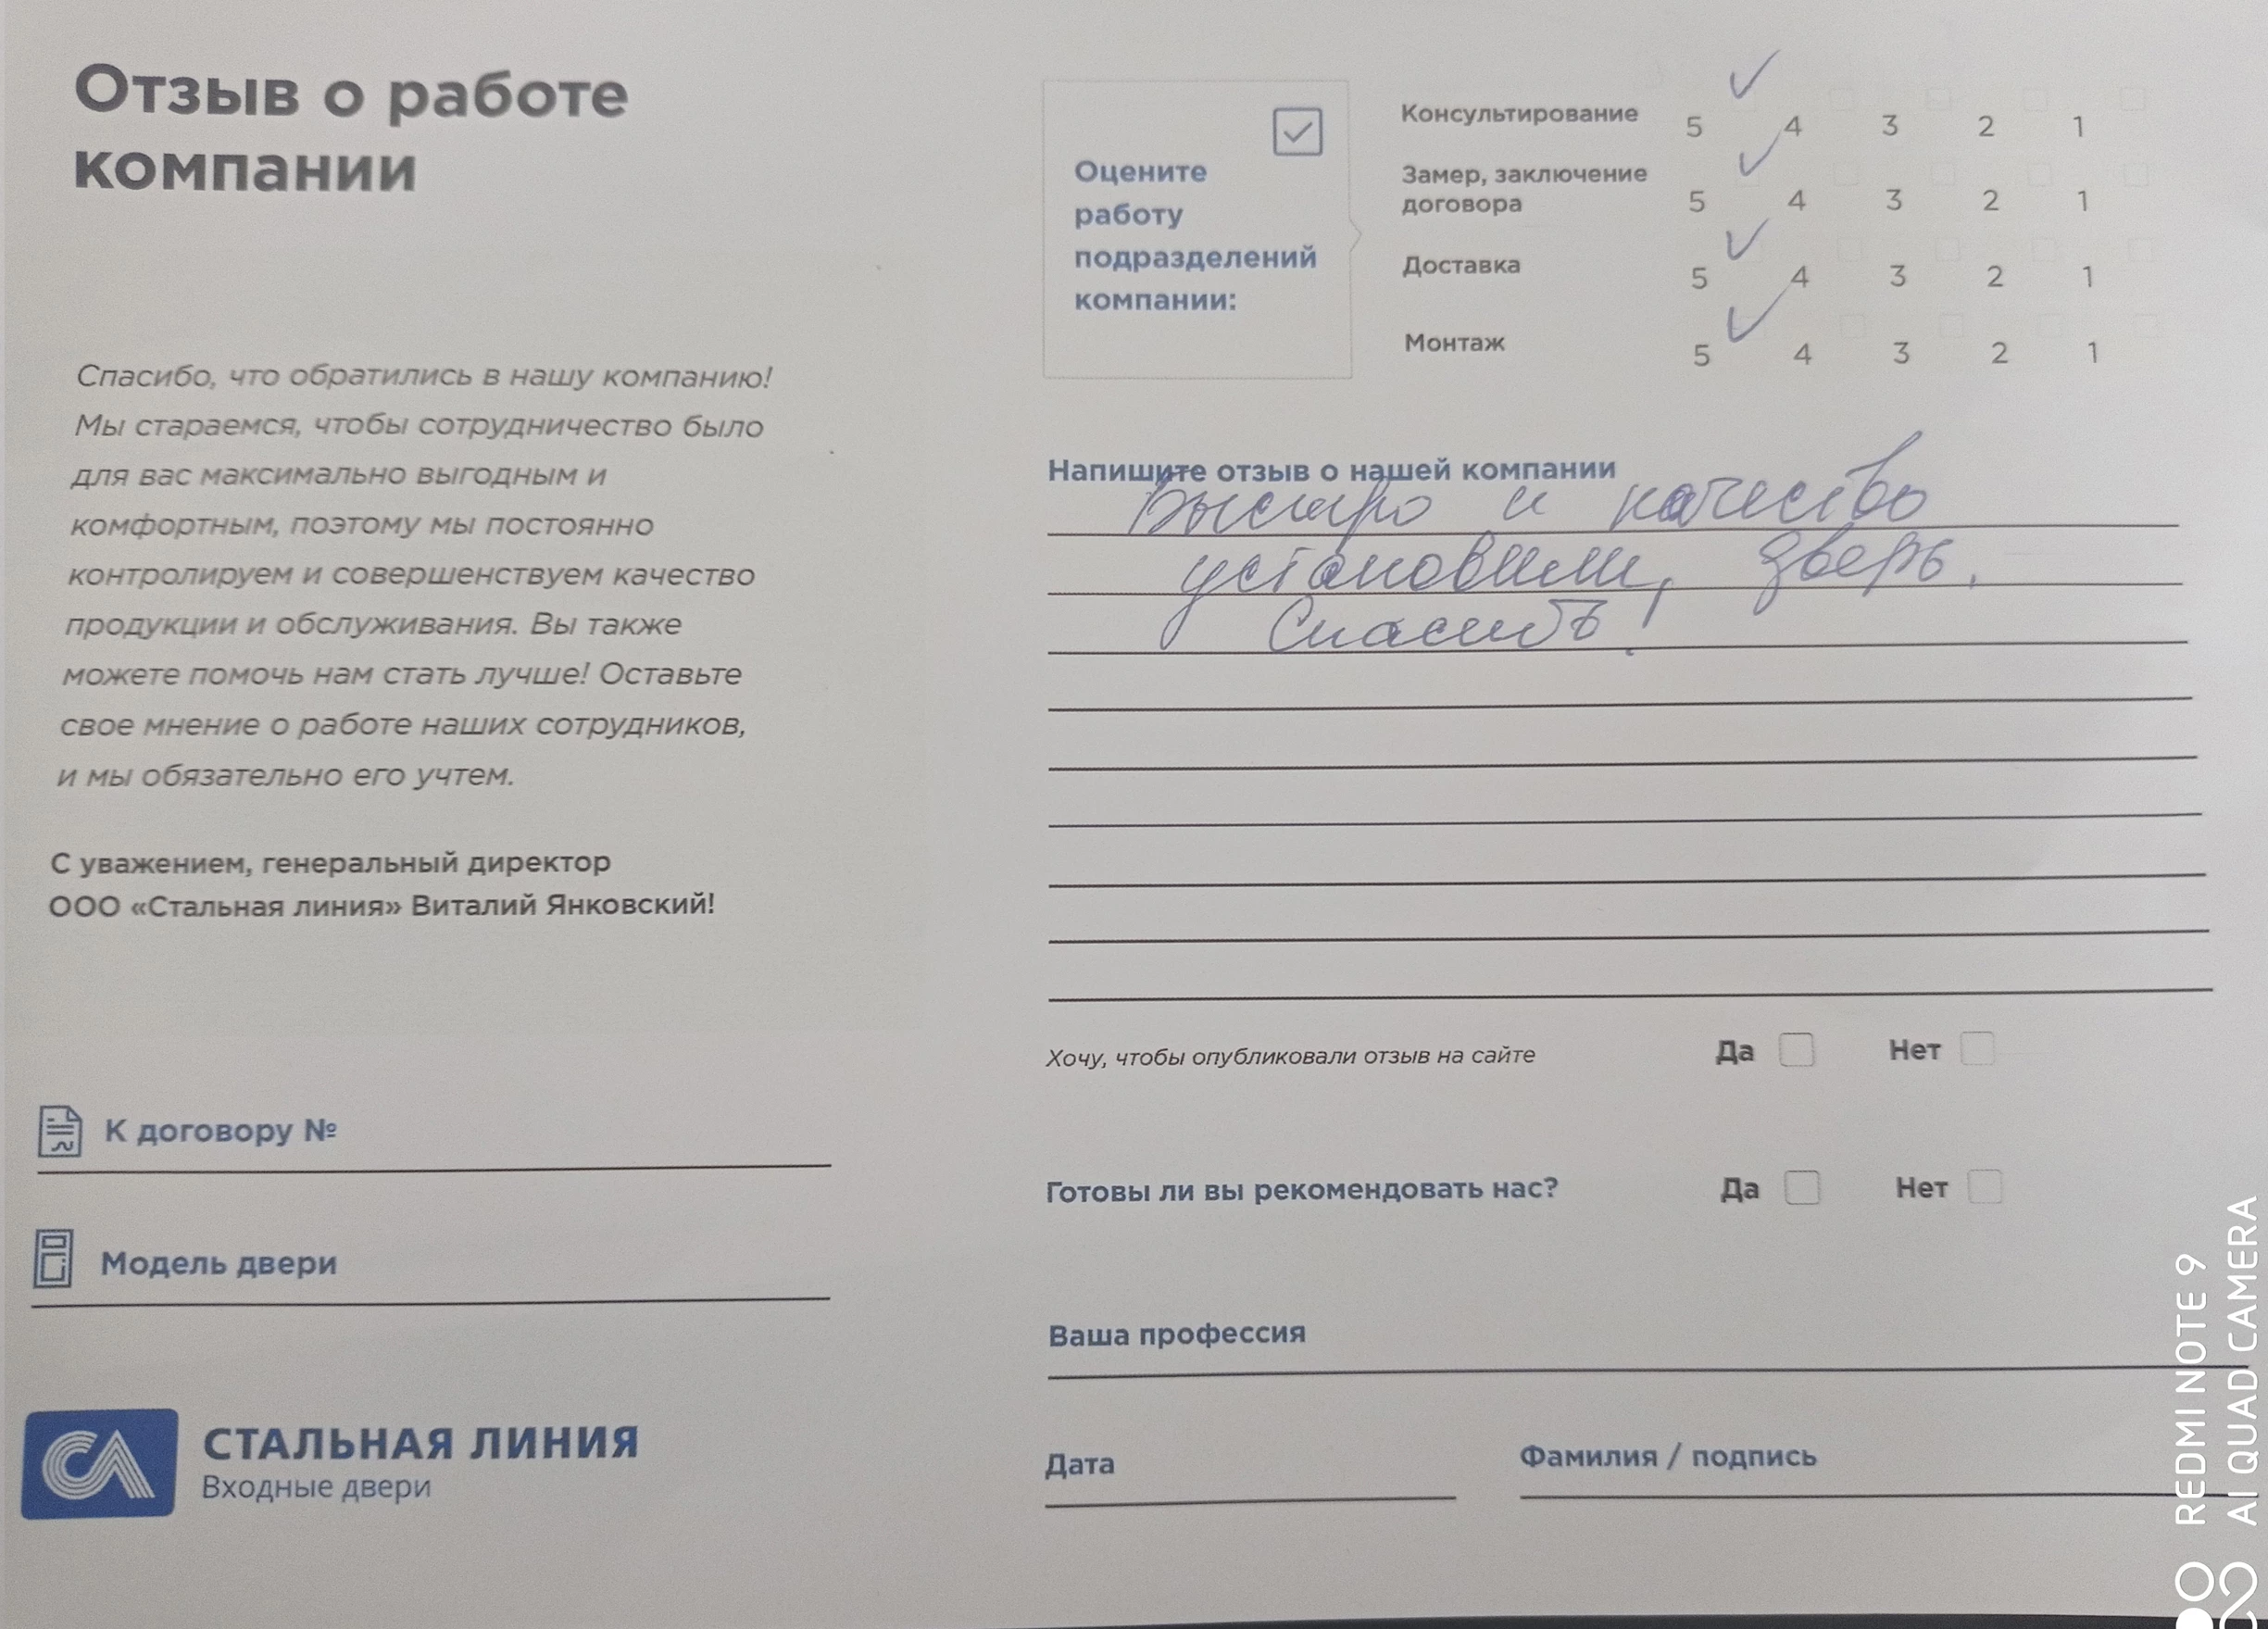 Отзыв о работе
компании
Спасибо, что обратились в нашу компанию!
Мы стараемся, чтобы сотрудничество было
для вас максимально выгодным и
комфортным, поэтому мы постоянно
контролируем и совершенствуем качество
продукции и обслуживания. Вы также
можете помочь нам стать лучше! Оставьте
свое мнение о работе наших сотрудников,
и мы обязательно его учтем.
С уважением, генеральный директор
ООО «Стальная линия» Виталий Янковский!
К договору №
Модель двери
СА СТАЛЬНАЯ ЛИНИЯ
Входные двери
Оцените
работу
подразделений
компании:
Консультирование 5 4 3 2 1
Замер, заключение
договора 5 4 3 2 1
Доставка 5 4 3 2 1
Монтаж 5 4 3 2 1
Напишите отзыв о нашей компании
Быстро и качество
установили, дверь.
Спасибо!
Хочу, чтобы опубликовали отзыв на сайте Да Нет
Готовы ли вы рекомендовать нас? Да Нет
Ваша профессия
Дата Фамилия / подпись
REDMI NOTE 9
AI QUAD CAMERA